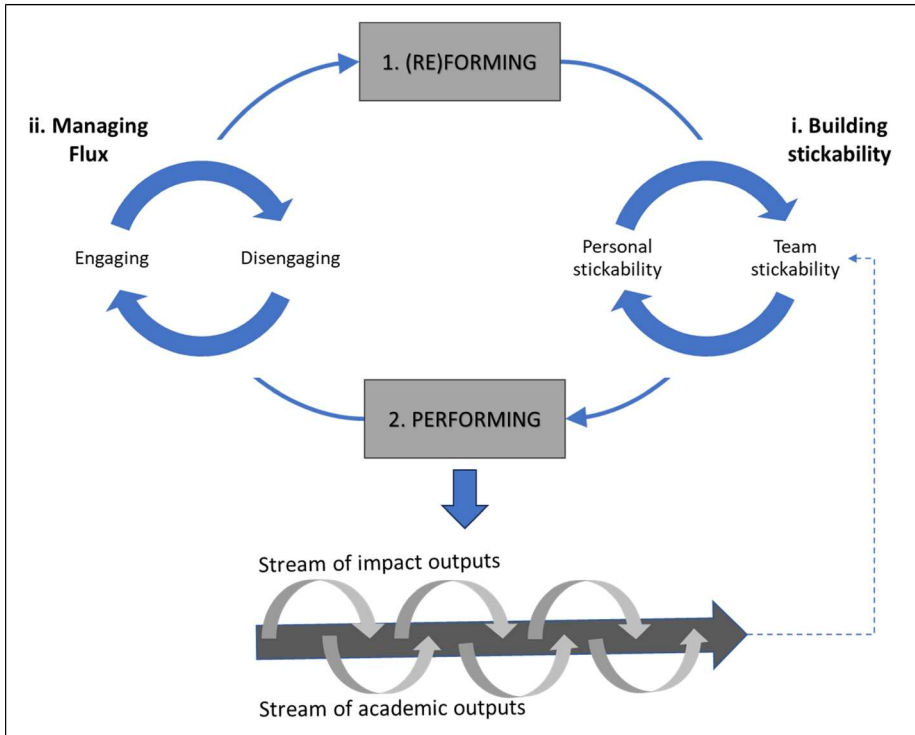 1. (RE)FORMING
ii. Managing
Flux
i. Building
stickability
Engaging
Disengaging
Personal
stickability
Team
stickability
2. PERFORMING
Stream of impact outputs
Stream of academic outputs